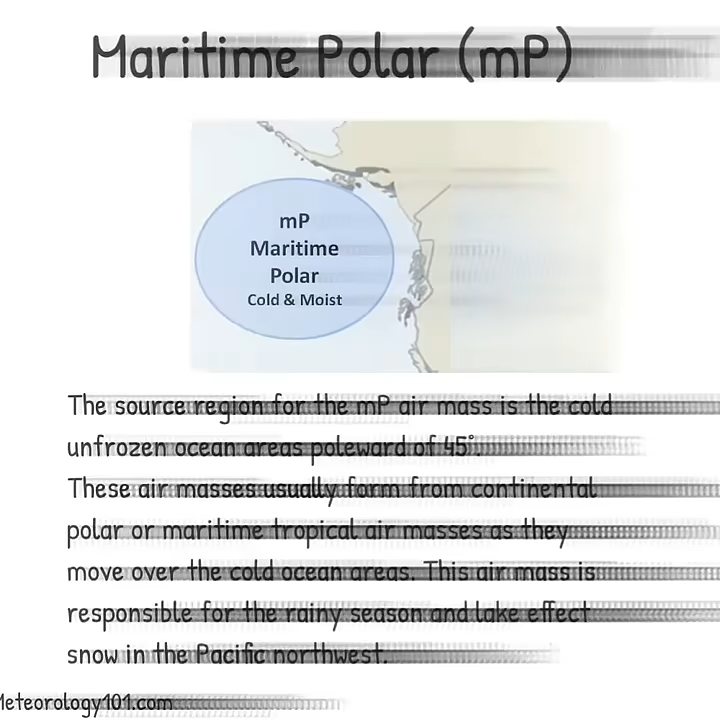 Maritime Polar (mP)
mP
Maritime
Polar
Cold & Moist
The source region for the mP air mass is the cold
unfrozen ocean areas poleward of 45°.
These air masses usually form from continental
polar or maritime tropical air masses as they
move over the cold ocean areas. This air mass is
responsible for the rainy season and lake effect
snow in the Pacific northwest.
Meteorology101.com